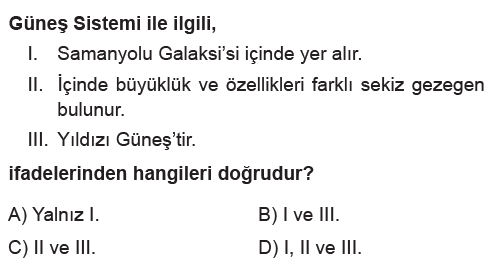 Güneş Sistemi ile ilgili,
I. Samanyolu Galaksi’si içinde yer alır.
II. İçinde büyüklük ve özellikleri farklı sekiz gezegen
bulunur.
III. Yıldızı Güneş’tir.
ifadelerinden hangileri doğrudur?
A) Yalnız I. B) I ve III.
C) II ve III. D) I, II ve III.